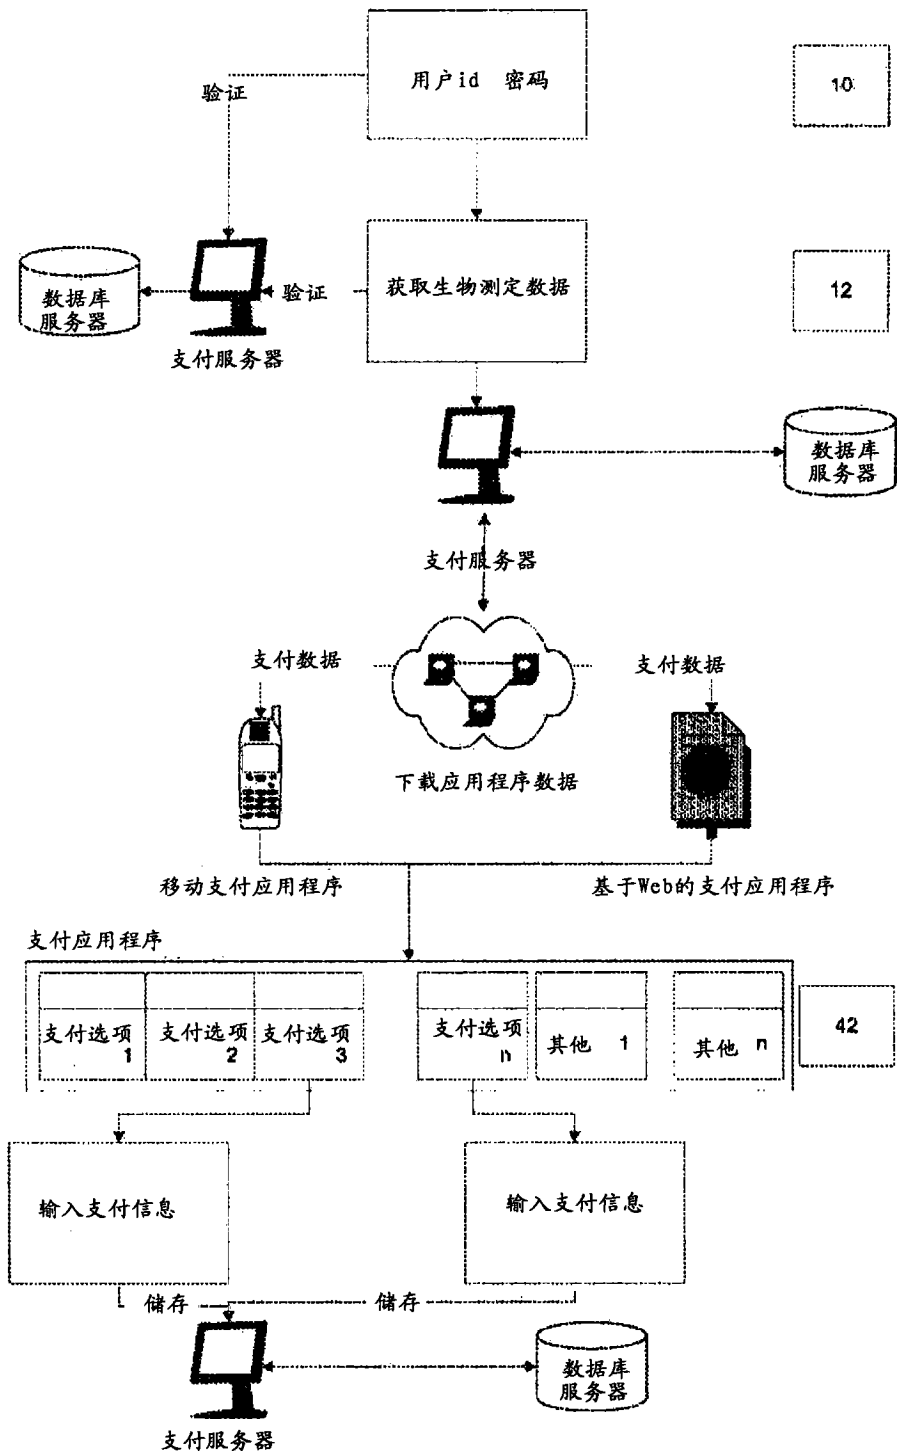 用户id 密码
10
验证
获取生物测定数据
12
验证
数据库
服务器
支付服务器
数据库
服务器
支付服务器
支付数据
支付数据
下载应用程序数据
移动支付应用程序
基于Web的支付应用程序
支付应用程序
支付选项
1
支付选项
2
支付选项
3
支付选项
n
其他 1
其他 n
42
输入支付信息
输入支付信息
储存
储存
数据库
服务器
支付服务器